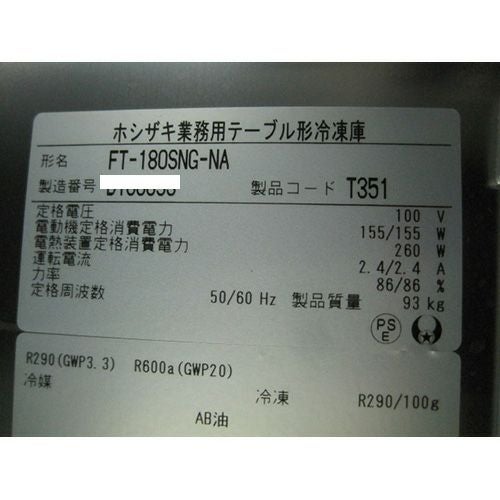 ホシザキ業務用テーブル形冷凍庫
形名 FT-180SNG-NA
製造番号 製品コード T351
定格電圧 100 V
電動機定格消費電力 155/155 W
電熱装置定格消費電力 260 W
運転電流 2.4/2.4 A
力率 86/86 %
定格周波数 50/60 Hz 製品質量 93 kg
PS
E
R290(GWP3.3) R600a(GWP20)
冷媒 冷凍 R290/100g
AB油